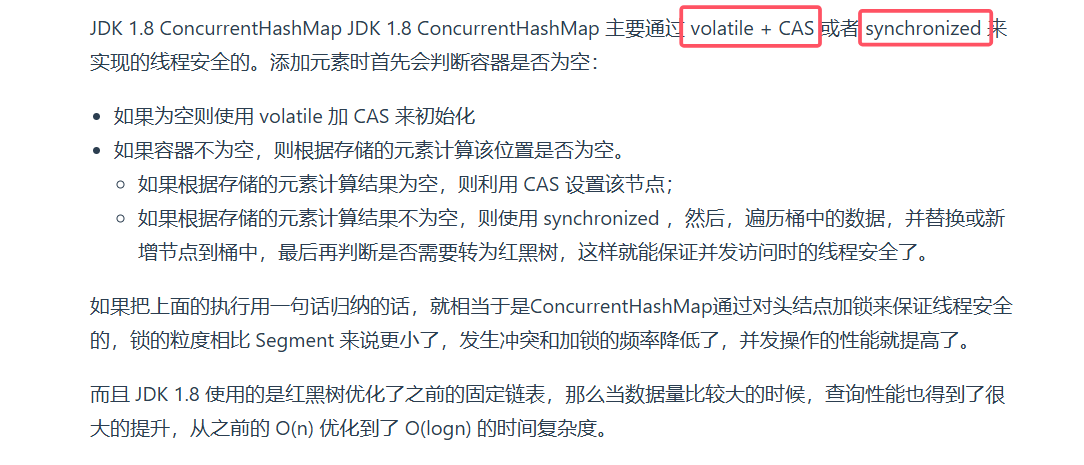 JDK 1.8 ConcurrentHashMap JDK 1.8 ConcurrentHashMap 主要通过 volatile + CAS 或者 synchronized 来
实现的线程安全的。添加元素时首先会判断容器是否为空：
• 如果为空则使用 volatile 加 CAS 来初始化
• 如果容器不为空，则根据存储的元素计算该位置是否为空。
○ 如果根据存储的元素计算结果为空，则利用 CAS 设置该节点；
○ 如果根据存储的元素计算结果不为空，则使用 synchronized ，然后，遍历桶中的数据，并替换或新
增节点到桶中，最后再判断是否需要转为红黑树，这样就能保证并发访问时的线程安全了。
如果把上面的执行用一句话归纳的话，就相当于是ConcurrentHashMap通过对头结点加锁来保证线程安全
的，锁的粒度相比 Segment 来说更小了，发生冲突和加锁的频率降低了，并发操作的性能就提高了。
而且 JDK 1.8 使用的是红黑树优化了之前的固定链表，那么当数据量比较大的时候，查询性能也得到了很
大的提升，从之前的 O(n) 优化到了 O(logn) 的时间复杂度。